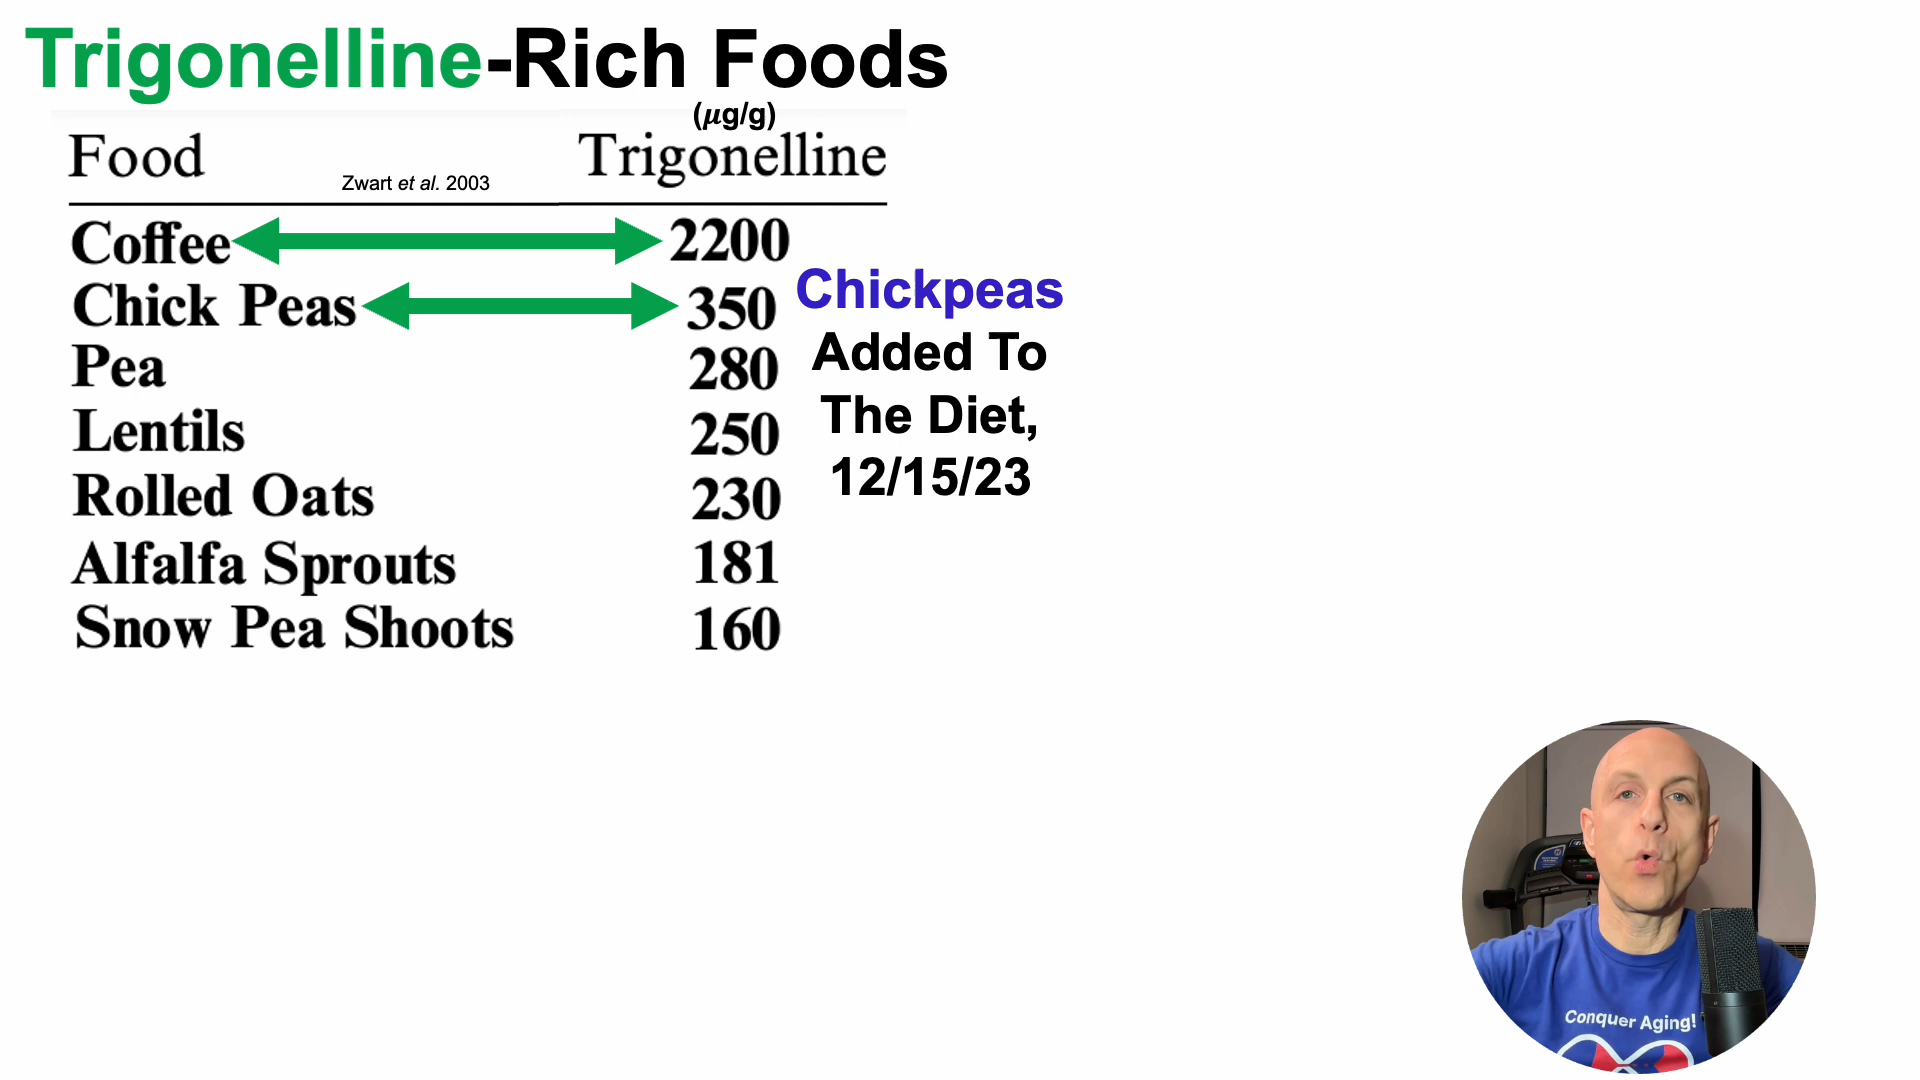 Trigonelline-Rich Foods
(μg/g)
Food Trigonelline
Zwart et al. 2003
Coffee 2200
Chick Peas 350
Pea 280
Lentils 250
Rolled Oats 230
Alfalfa Sprouts 181
Snow Pea Shoots 160
Chickpeas
Added To
The Diet,
12/15/23
Conquer Aging!